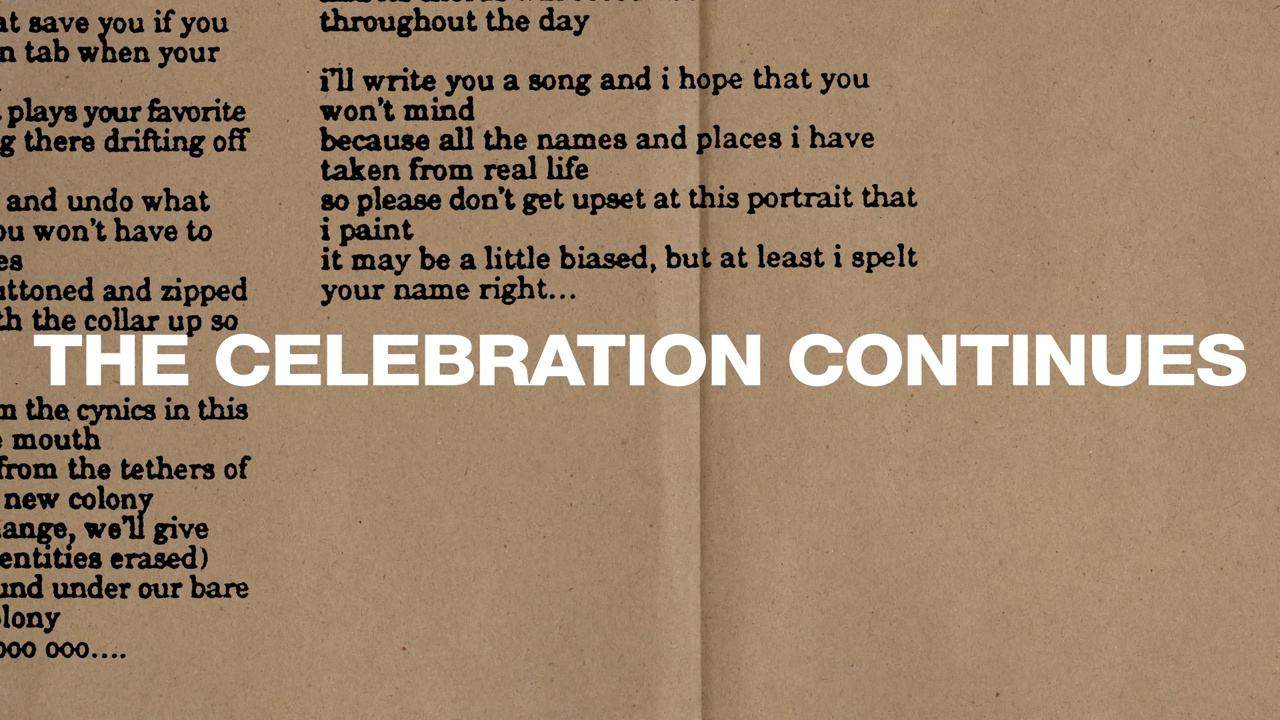 at save you if you
n tab when your
plays your favorite
g there drifting off
and undo what
ou won't have to
es
uttoned and zipped
th the collar up so
m the cynics in this
e mouth
from the tethers of
new colony
ange, we'll give
entities erased)
und under our bare
olony
ooo ooo....
throughout the day
i'll write you a song and i hope that you
won't mind
because all the names and places i have
taken from real life
so please don't get upset at this portrait that
i paint
it may be a little biased, but at least i spelt
your name right...
THE CELEBRATION CONTINUES